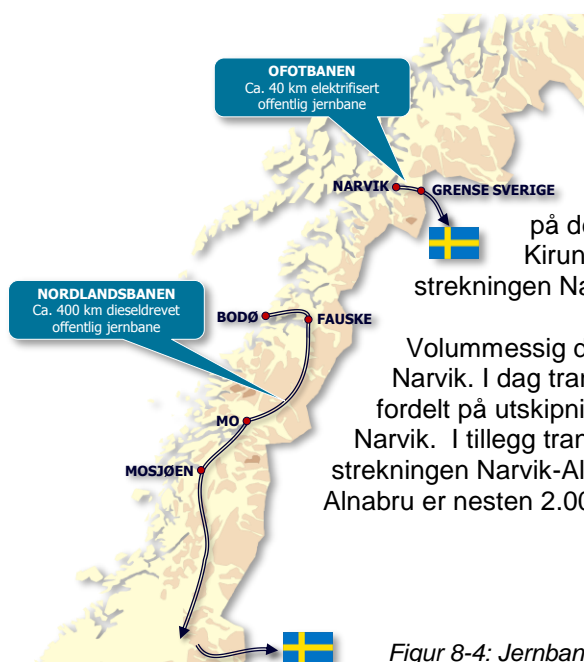 OFOTBANEN
Ca. 40 km elektrifisert
offentlig jernbane
NARVIK
GRENSE SVERIGE
NORDLANDSBANEN
Ca. 400 km dieseldrevet
offentlig jernbane
BODØ
FAUSKE
MO
MOSJØEN
på de
Kirun
strekningen Na
Volummessig d
Narvik. I dag tran
fordelt på utskipni
Narvik.  I tillegg tran
strekningen Narvik-Al
Alnabru er nesten 2.00
Figur 8-4: Jernban